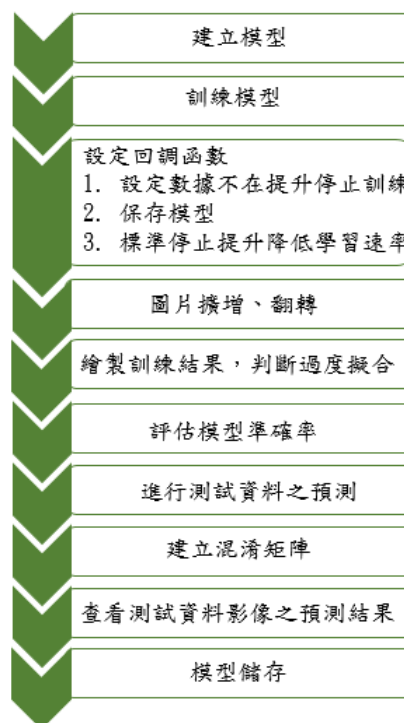 建立模型
訓練模型
設定回調函數
1. 設定數據不在提升停止訓練
2. 保存模型
3. 標準停止提升降低學習速率
圖片擴增、翻轉
繪製訓練結果，判斷過度擬合
評估模型準確率
進行測試資料之預測
建立混淆矩陣
查看測試資料影像之預測結果
模型儲存